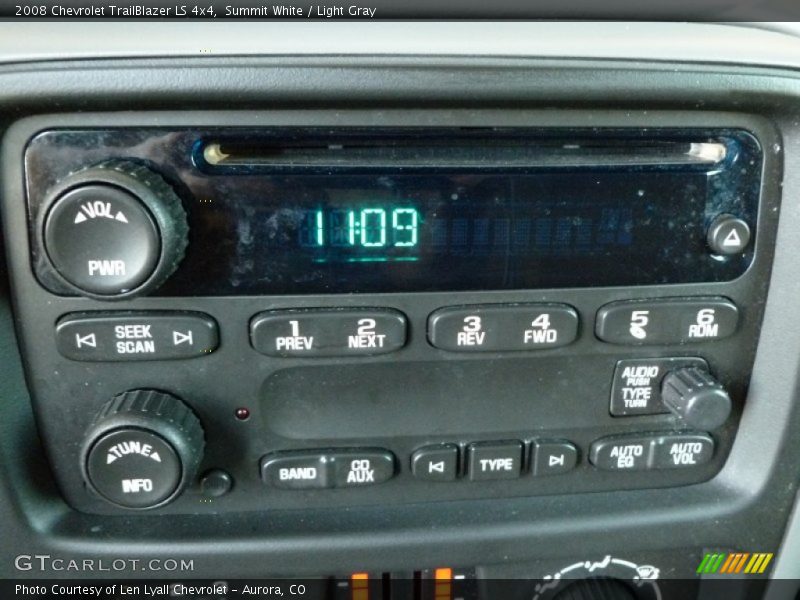 2008 Chevrolet TrailBlazer LS 4x4,  Summit White / Light Gray
VOL
PWR
11:09
SEEK
SCAN
1
PREV
2
NEXT
3
REV
4
FWD
5
6
RDM
AUDIO
PUSH
TYPE
TURN
TUNE
INFO
BAND
CD
AUX
TYPE
AUTO
EQ
AUTO
VOL
GTCARLOT.COM
Photo Courtesy of Len Lyall Chevrolet - Aurora, CO